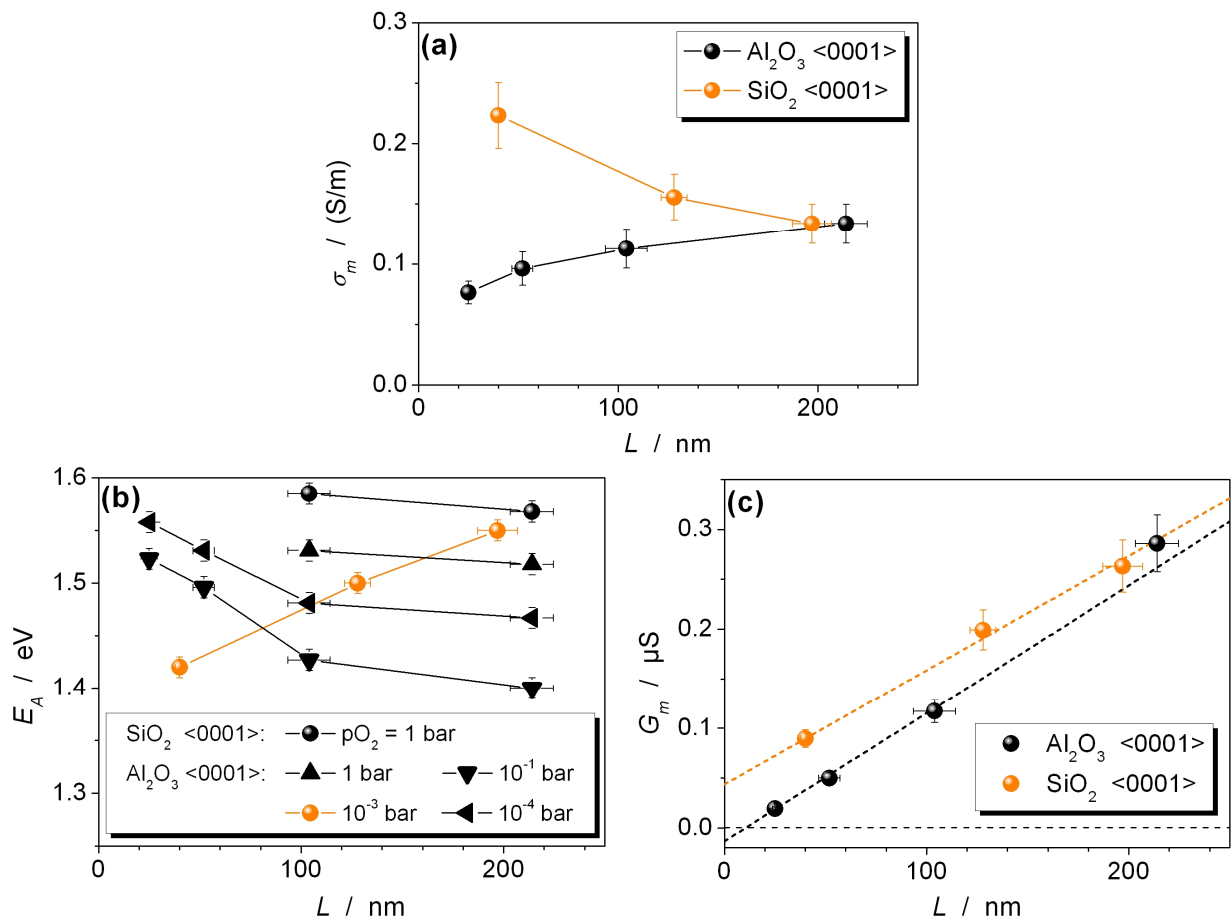 (a)
Al₂O₃ <0001>
SiO₂ <0001>
σₘ / (S/m)
0.3
0.2
0.1
0.0
0 100 200
L / nm
(b)
E_A / eV
1.6
1.5
1.4
1.3
SiO₂ <0001>: pO₂ = 1 bar
Al₂O₃ <0001>: 1 bar 10⁻¹ bar
10⁻³ bar 10⁻⁴ bar
0 100 200
L / nm
(c)
Gₘ / µS
0.3
0.2
0.1
0.0
Al₂O₃ <0001>
SiO₂ <0001>
0 100 200
L / nm